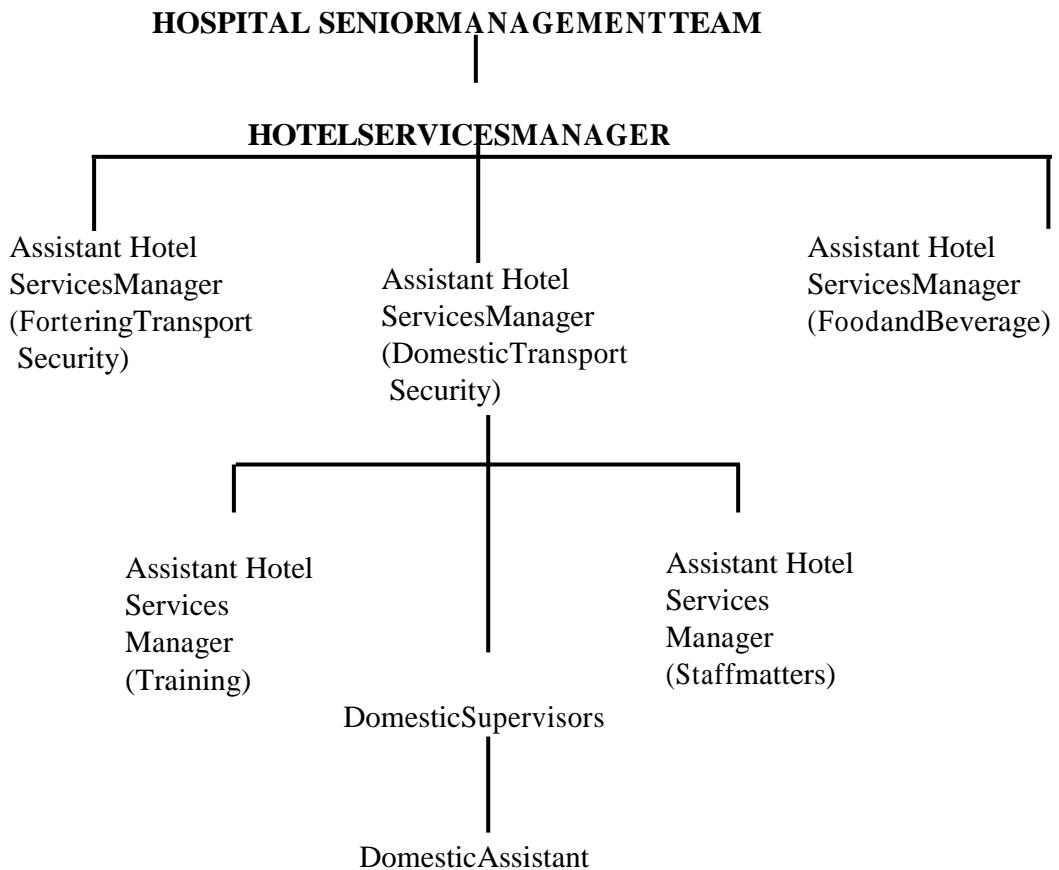 HOSPITAL SENIORMANAGEMENTTEAM
HOTELSERVICESMANAGER
Assistant Hotel
ServicesManager
(ForteringTransport
Security)
Assistant Hotel
ServicesManager
(DomesticTransport
Security)
Assistant Hotel
ServicesManager
(FoodandBeverage)
Assistant Hotel
Services
Manager
(Training)
Assistant Hotel
Services
Manager
(Staffmatters)
DomesticSupervisors
DomesticAssistant